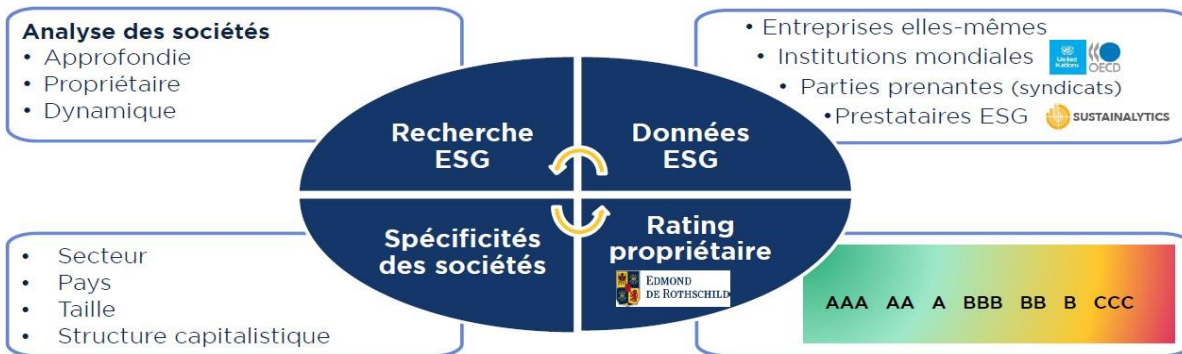 Analyse des sociétés
• Approfondie
• Propriétaire
• Dynamique
• Entreprises elles-mêmes
• Institutions mondiales
United
Nations
OECD
• Parties prenantes (syndicats)
•Prestataires ESG
SUSTAINALYTICS
Recherche
ESG
Données
ESG
Spécificités
des sociétés
Rating
propriétaire
EDMOND
DE ROTHSCHILD
• Secteur
• Pays
• Taille
• Structure capitalistique
AAA AA A BBB BB B CCC